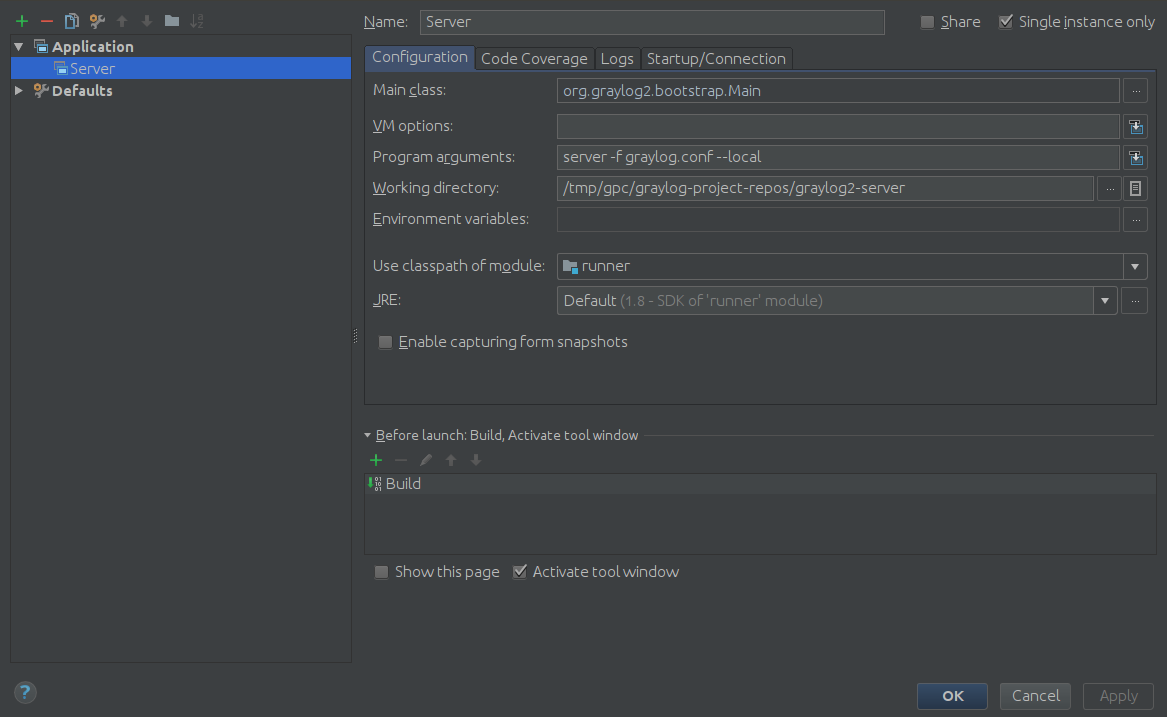 Name: Server Share Single instance only
Application
Server
Defaults
Configuration Code Coverage Logs Startup/Connection
Main class: org.graylog2.bootstrap.Main ...
VM options:
Program arguments: server -f graylog.conf --local
Working directory: /tmp/gpc/graylog-project-repos/graylog2-server ...
Environment variables: ...
Use classpath of module: runner
JRE: Default (1.8 - SDK of 'runner' module) ...
Enable capturing form snapshots
Before launch: Build, Activate tool window
Build
Show this page Activate tool window
? OK Cancel Apply